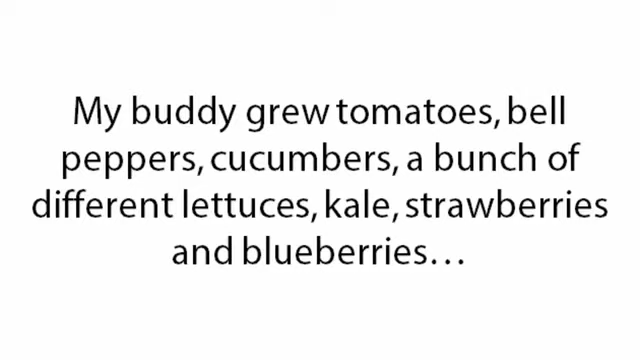 My buddy grew tomatoes, bell
peppers, cucumbers, a bunch of
different lettuces, kale, strawberries
and blueberries…